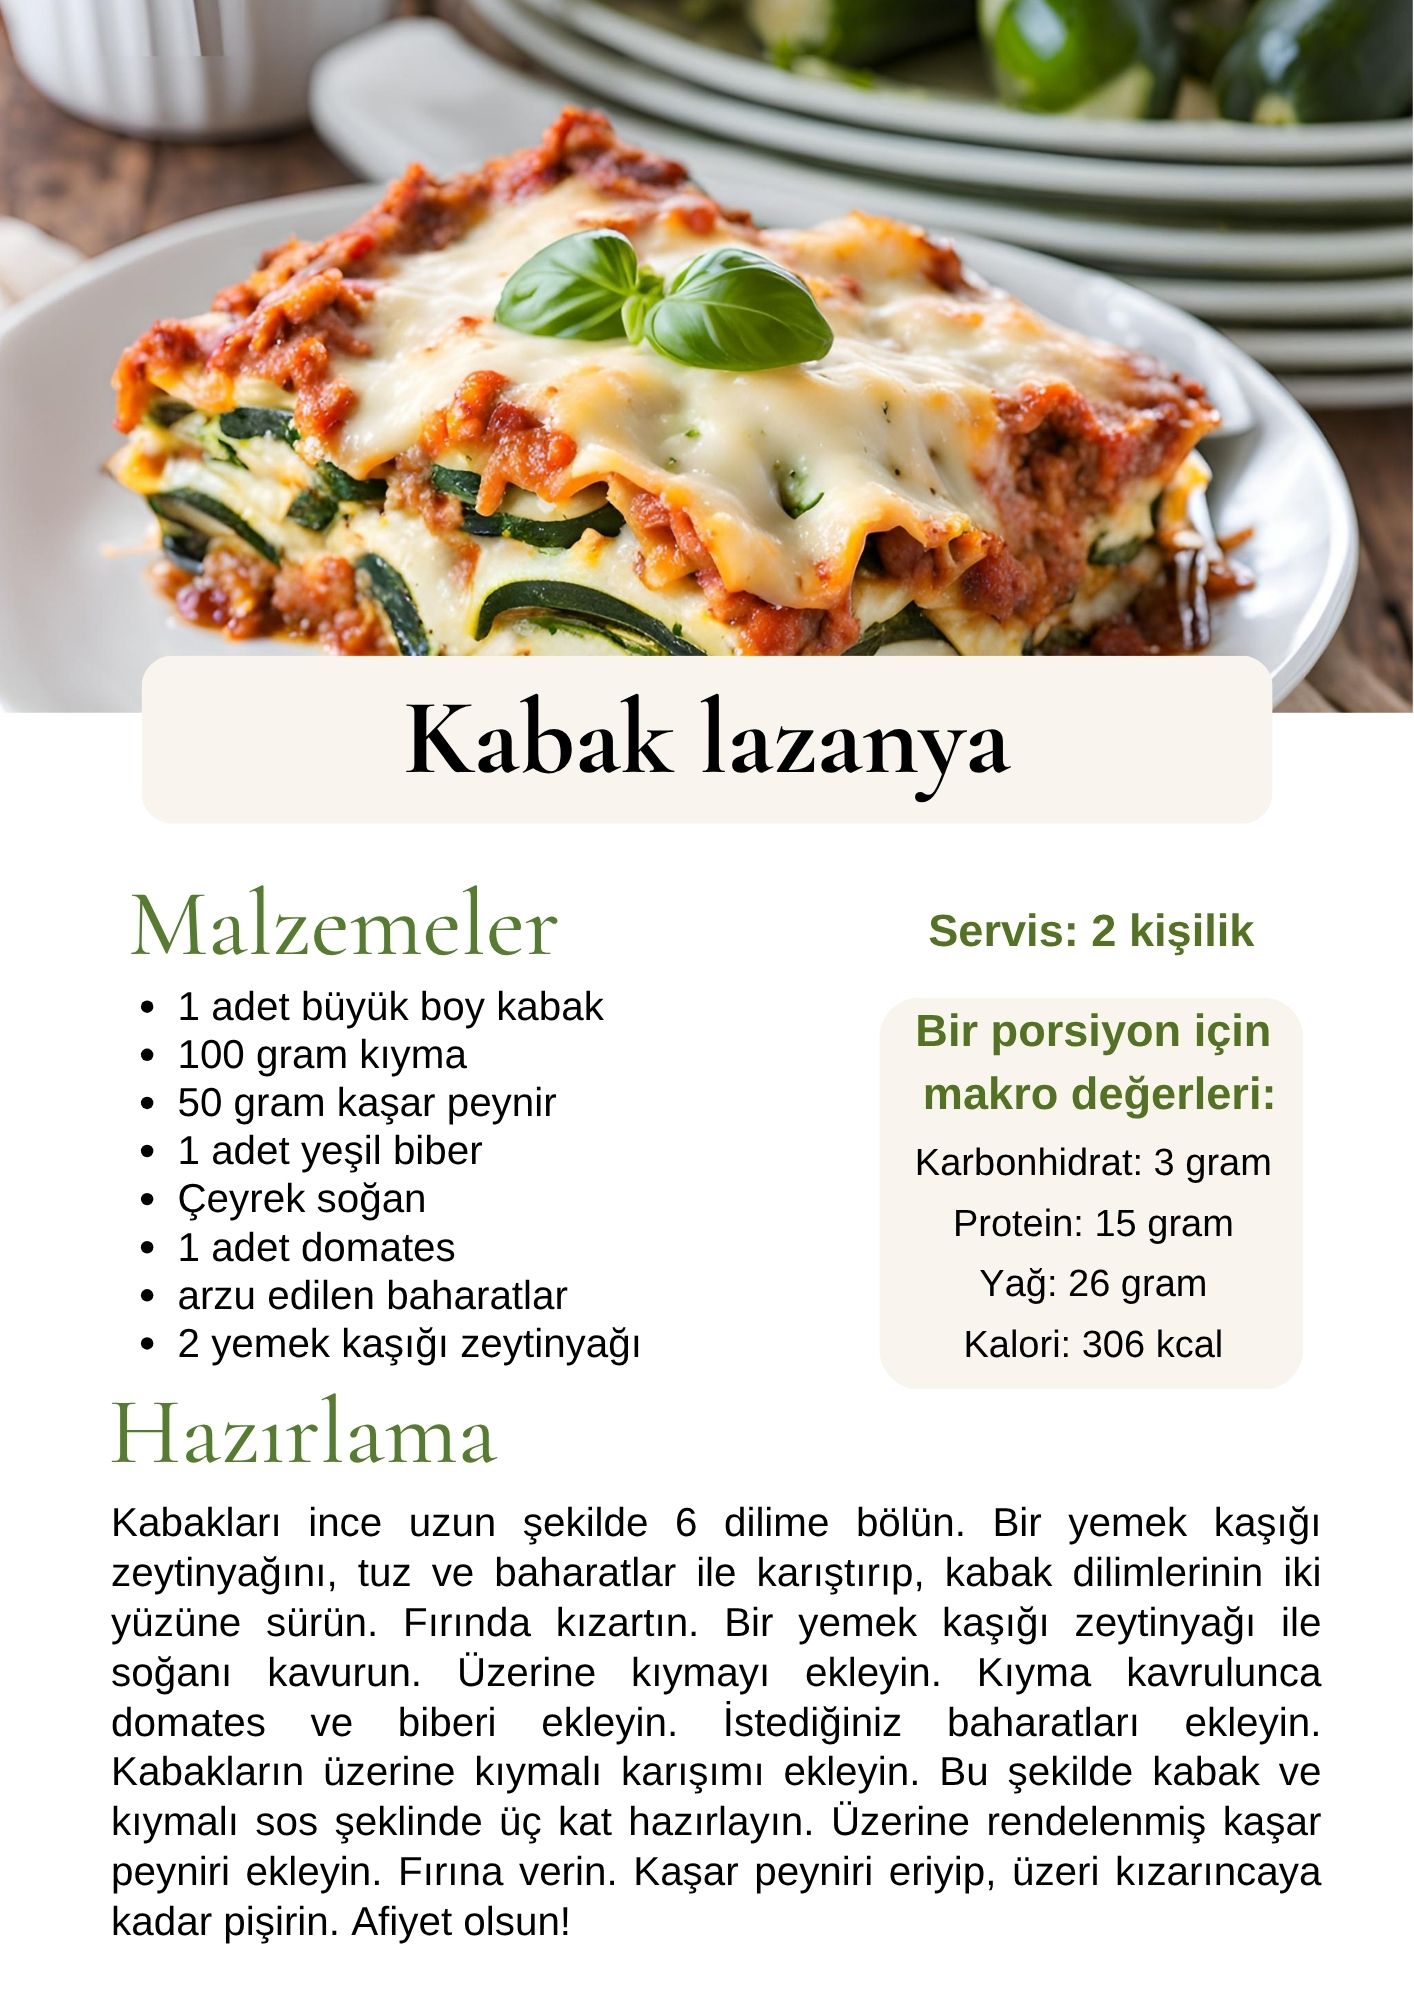 Kabak lazanya
Malzemeler
1 adet büyük boy kabak
100 gram kıyma
50 gram kaşar peynir
1 adet yeşil biber
Çeyrek soğan
1 adet domates
arzu edilen baharatlar
2 yemek kaşığı zeytinyağı
Servis: 2 kişilik
Bir porsiyon için
makro değerleri:
Karbonhidrat: 3 gram
Protein: 15 gram
Yağ: 26 gram
Kalori: 306 kcal
Hazırlama
Kabakları ince uzun şekilde 6 dilime bölün. Bir yemek kaşığı
zeytinyağını, tuz ve baharatlar ile karıştırıp, kabak dilimlerinin iki
yüzüne sürün. Fırında kızartın. Bir yemek kaşığı zeytinyağı ile
soğanı kavurun. Üzerine kıymayı ekleyin. Kıyma kavrulunca
domates ve biberi ekleyin. İstediğiniz baharatları ekleyin.
Kabakların üzerine kıymalı karışımı ekleyin. Bu şekilde kabak ve
kıymalı sos şeklinde üç kat hazırlayın. Üzerine rendelenmiş kaşar
peyniri ekleyin. Fırına verin. Kaşar peyniri eriyip, üzeri kızarıncaya
kadar pişirin. Afiyet olsun!